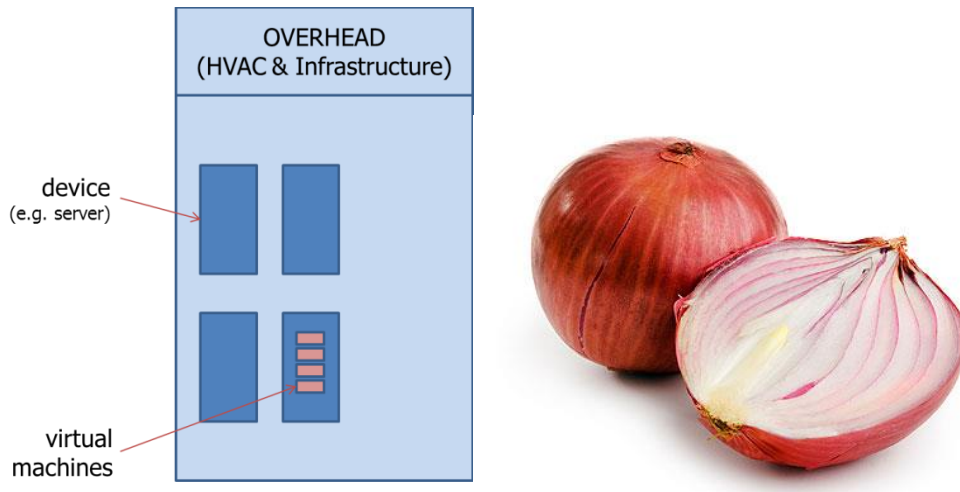 OVERHEAD
(HVAC & Infrastructure)
device
(e.g. server)
virtual
machines